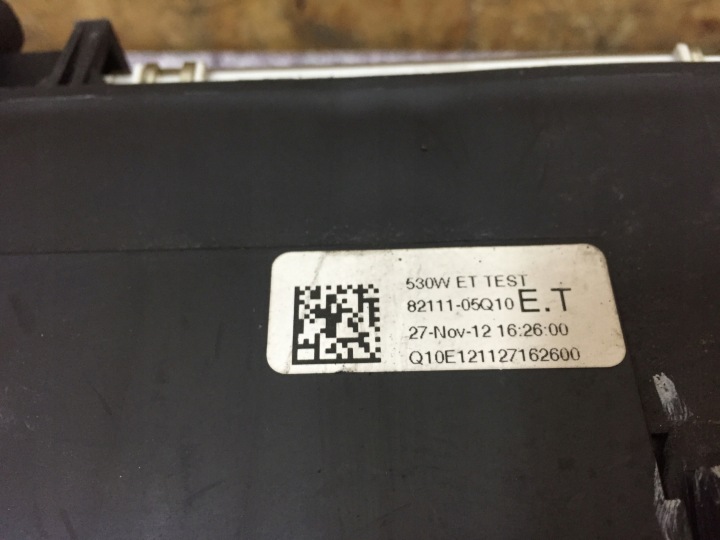 530W ET TEST
82111-05Q10 E.T
27-Nov-12 16:26:00
Q10E121127162600